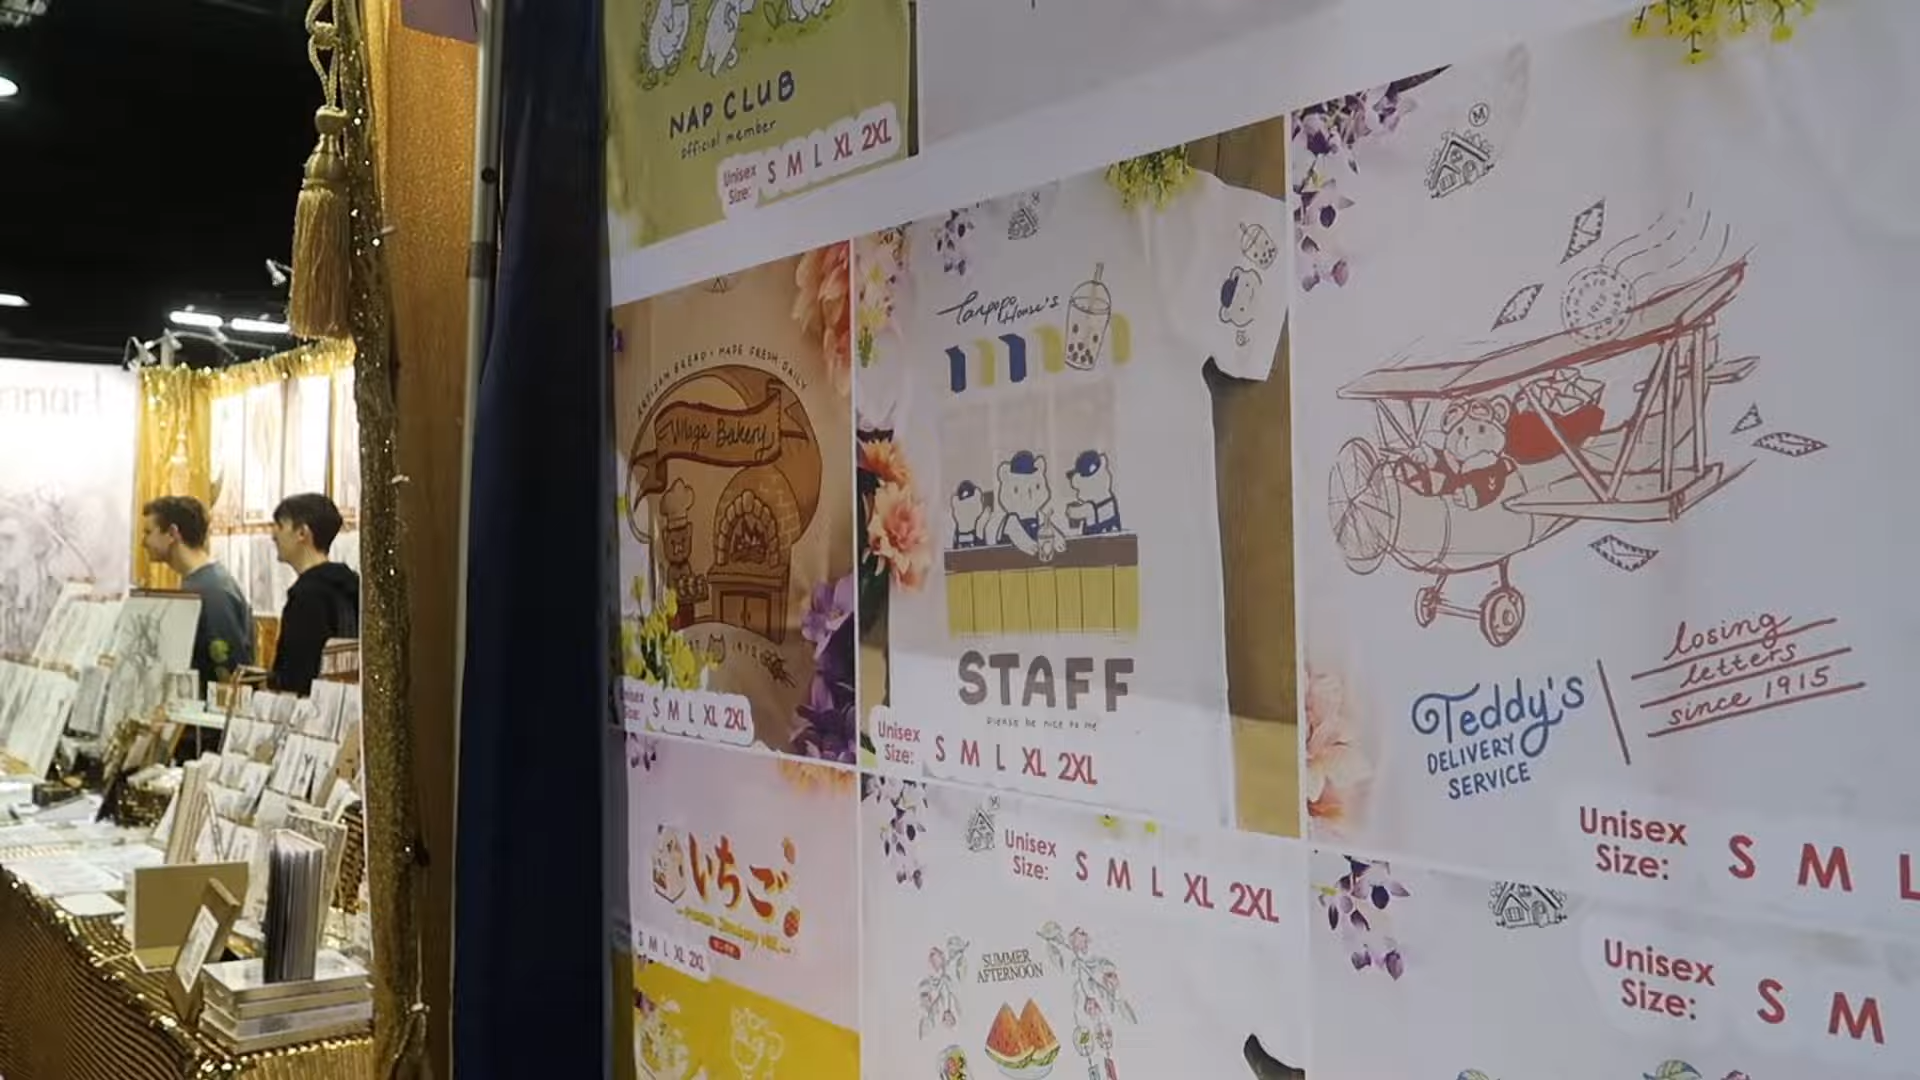 NAP CLUB
official member
Unisex
Size: S M L XL 2XL
ARTISAN BREAD • MADE FRESH DAILY
Village Bakery
S M L XL 2XL
Tanpopo
House's
STAFF
please be nice to me
Unisex
Size: S M L XL 2XL
M
Teddy's
DELIVERY
SERVICE
losing
letters
since 1915
Unisex
Size: S M L
いちご
S M L XL 2XL
Unisex
Size: S M L XL 2XL
SUMMER
AFTERNOON
Unisex
Size: S M